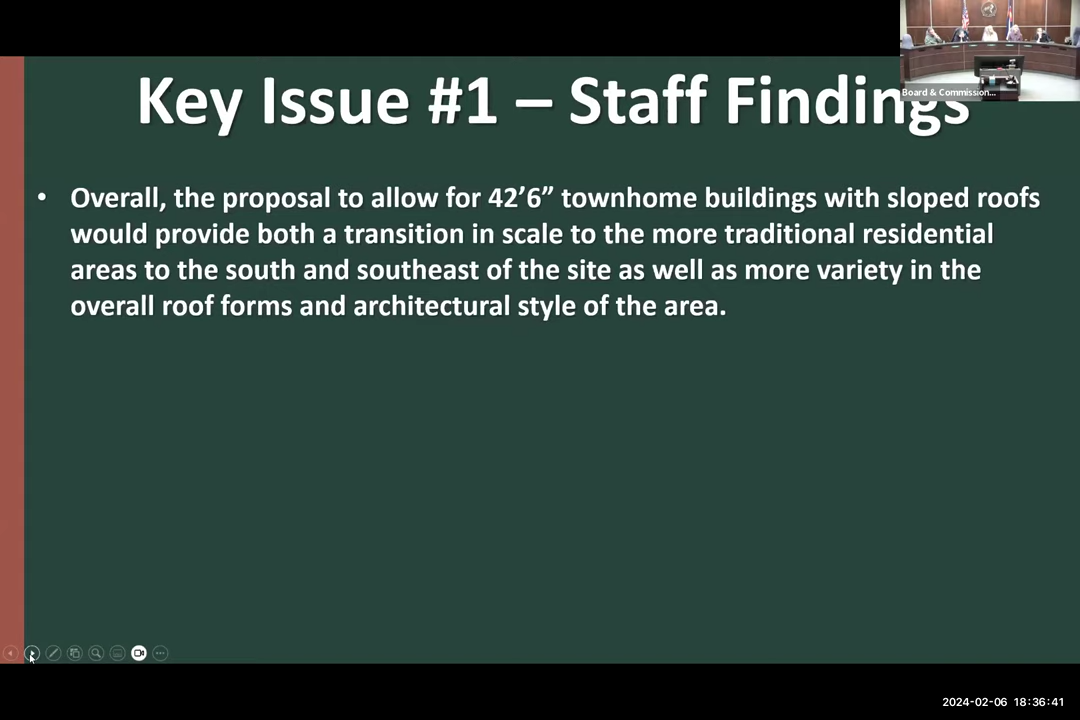 Key Issue #1 – Staff Findings
Board & Commission...
• Overall, the proposal to allow for 42’6” townhome buildings with sloped roofs
would provide both a transition in scale to the more traditional residential
areas to the south and southeast of the site as well as more variety in the
overall roof forms and architectural style of the area.
2024-02-06 18:36:41